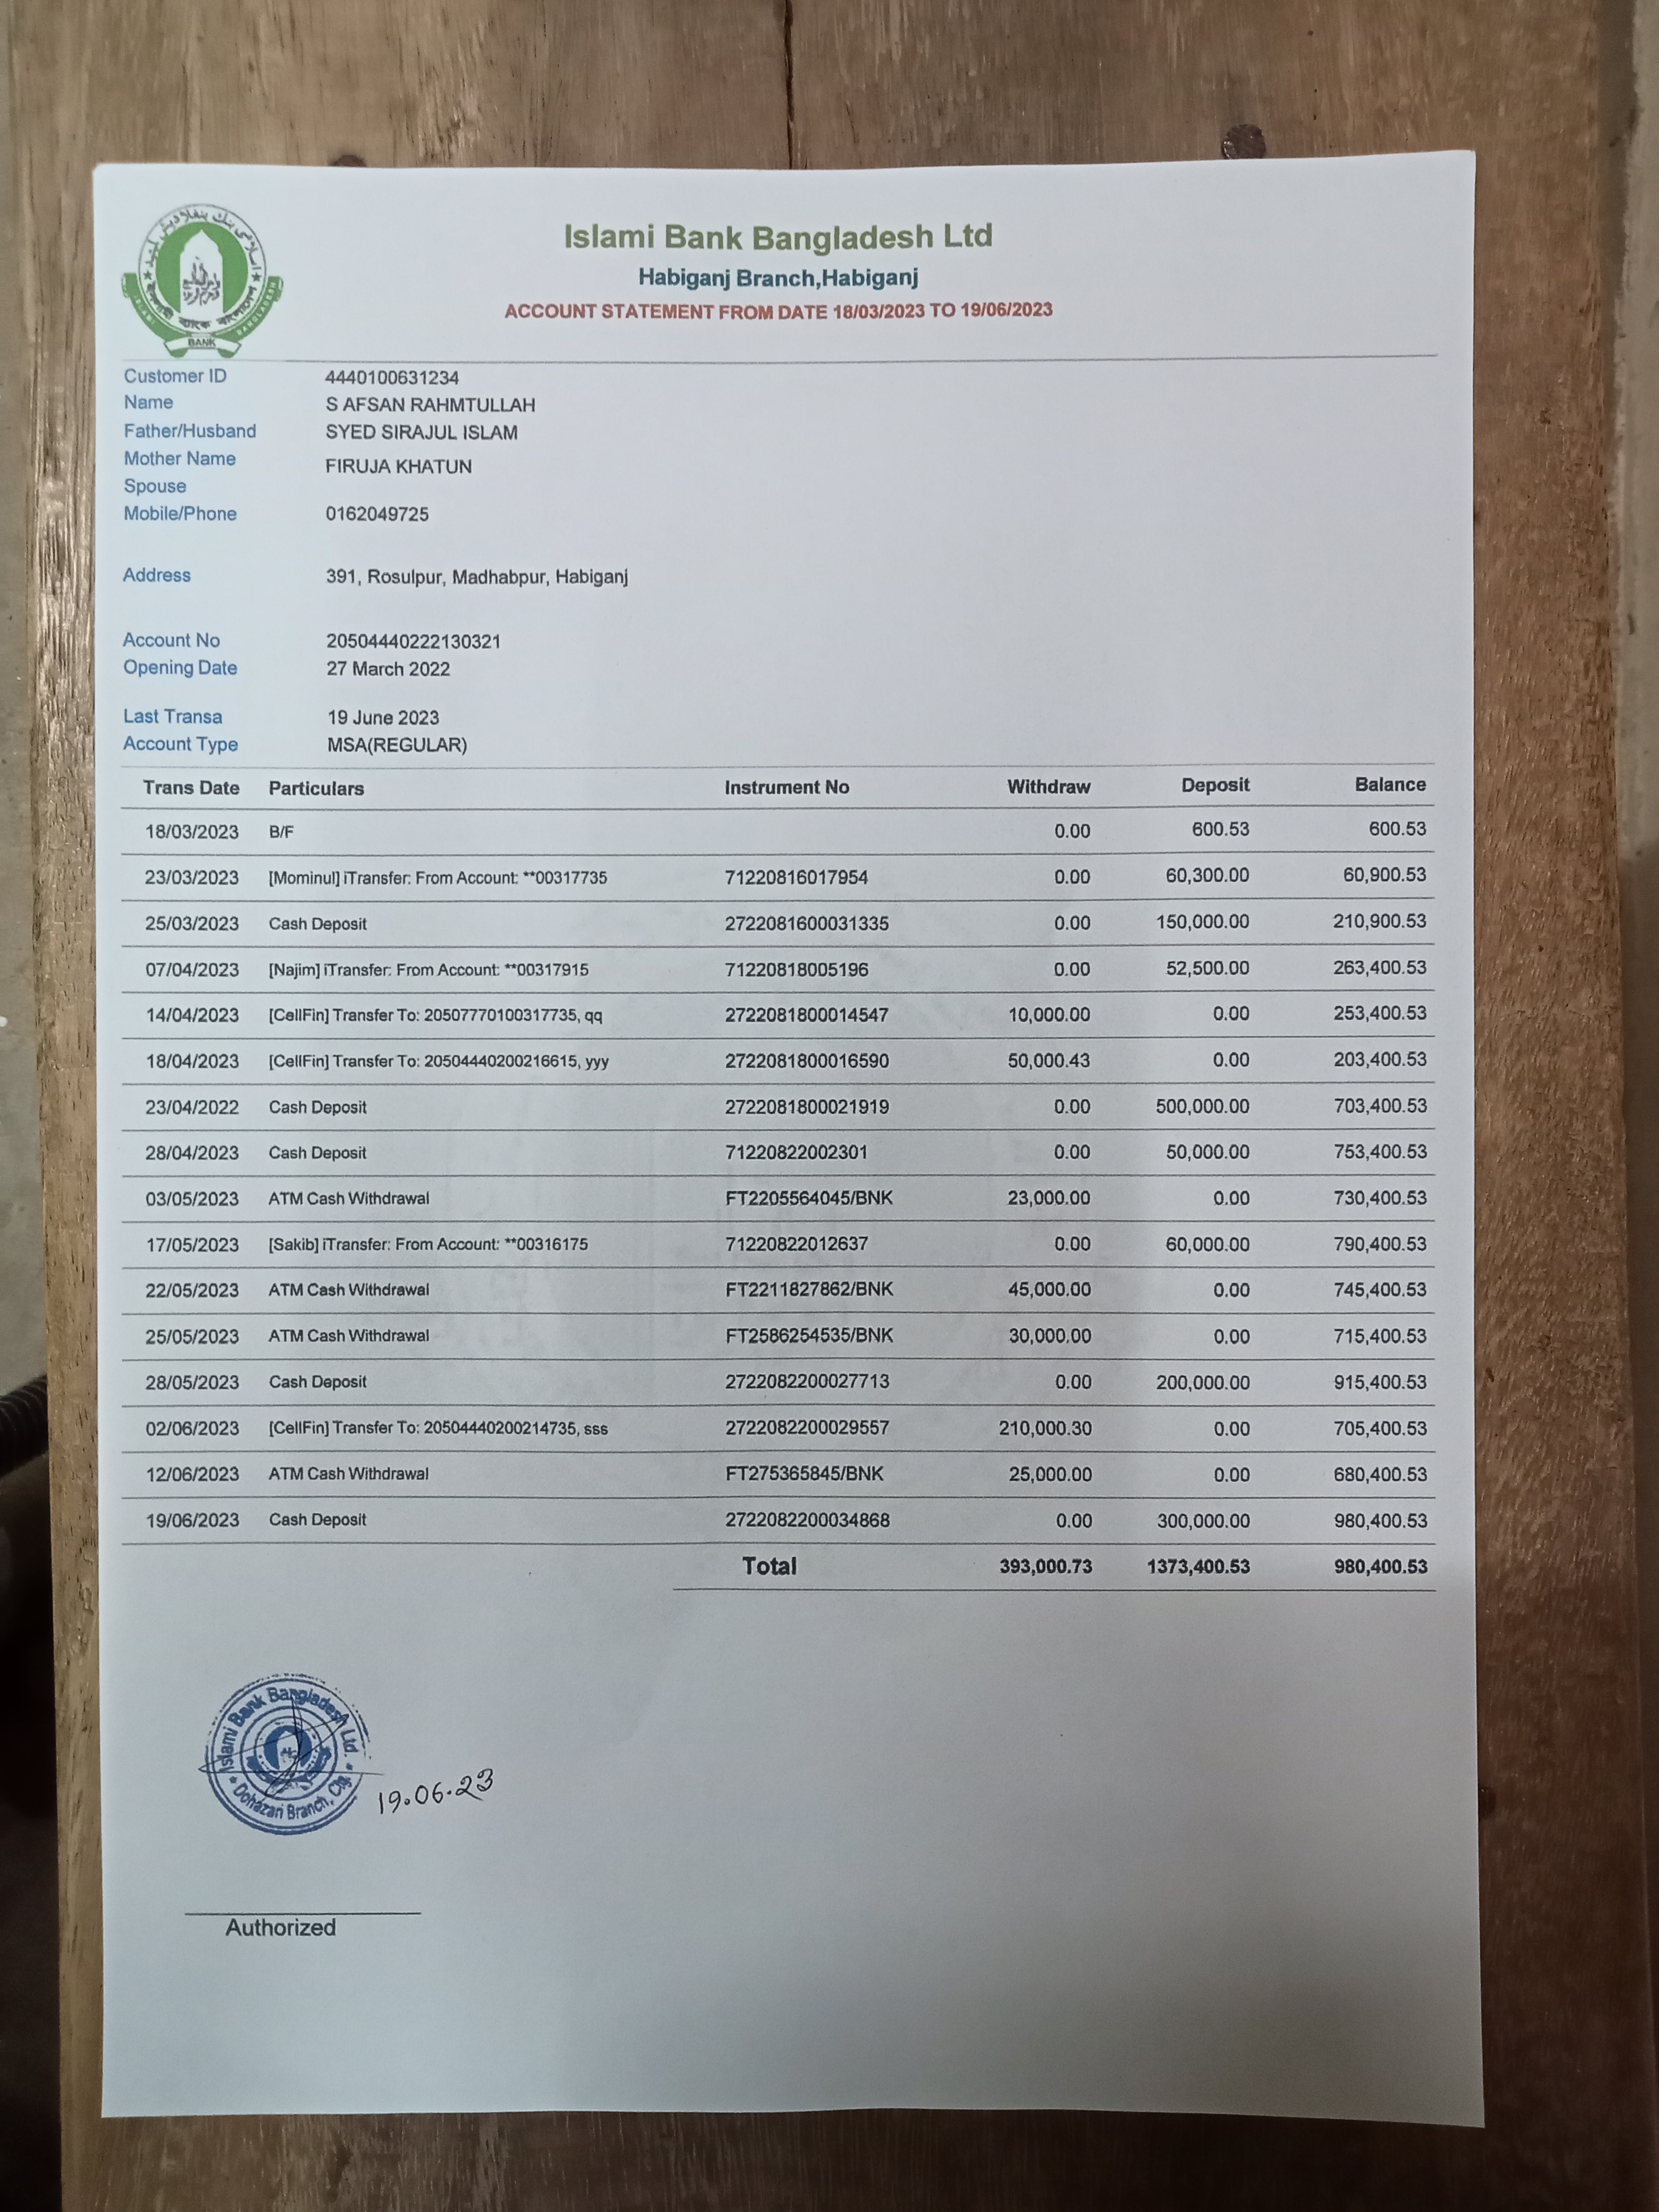 Islami Bank Bangladesh Ltd
Habiganj Branch,Habiganj
ACCOUNT STATEMENT FROM DATE 18/03/2023 TO 19/06/2023
BANK
Customer ID 4440100631234
Name S AFSAN RAHMTULLAH
Father/Husband SYED SIRAJUL ISLAM
Mother Name FIRUJA KHATUN
Spouse
Mobile/Phone 0162049725
Address 391, Rosulpur, Madhabpur, Habiganj
Account No 20504440222130321
Opening Date 27 March 2022
Last Transa 19 June 2023
Account Type MSA(REGULAR)
Trans Date Particulars Instrument No Withdraw Deposit Balance
18/03/2023 B/F 0.00 600.53 600.53
23/03/2023 [Mominul] iTransfer: From Account: **00317735 71220816017954 0.00 60,300.00 60,900.53
25/03/2023 Cash Deposit 2722081600031335 0.00 150,000.00 210,900.53
07/04/2023 [Najim] iTransfer: From Account: **00317915 71220818005196 0.00 52,500.00 263,400.53
14/04/2023 [CellFin] Transfer To: 20507770100317735, qq 2722081800014547 10,000.00 0.00 253,400.53
18/04/2023 [CellFin] Transfer To: 20504440200216615, yyy 2722081800016590 50,000.43 0.00 203,400.53
23/04/2022 Cash Deposit 2722081800021919 0.00 500,000.00 703,400.53
28/04/2023 Cash Deposit 71220822002301 0.00 50,000.00 753,400.53
03/05/2023 ATM Cash Withdrawal FT2205564045/BNK 23,000.00 0.00 730,400.53
17/05/2023 [Sakib] iTransfer: From Account: **00316175 71220822012637 0.00 60,000.00 790,400.53
22/05/2023 ATM Cash Withdrawal FT2211827862/BNK 45,000.00 0.00 745,400.53
25/05/2023 ATM Cash Withdrawal FT2586254535/BNK 30,000.00 0.00 715,400.53
28/05/2023 Cash Deposit 2722082200027713 0.00 200,000.00 915,400.53
02/06/2023 [CellFin] Transfer To: 20504440200214735, sss 2722082200029557 210,000.30 0.00 705,400.53
12/06/2023 ATM Cash Withdrawal FT275365845/BNK 25,000.00 0.00 680,400.53
19/06/2023 Cash Deposit 2722082200034868 0.00 300,000.00 980,400.53
Total 393,000.73 1373,400.53 980,400.53
Islami Bank Bangladesh Ltd.
Dohazari Branch, Ctg.
19.06.23
Authorized